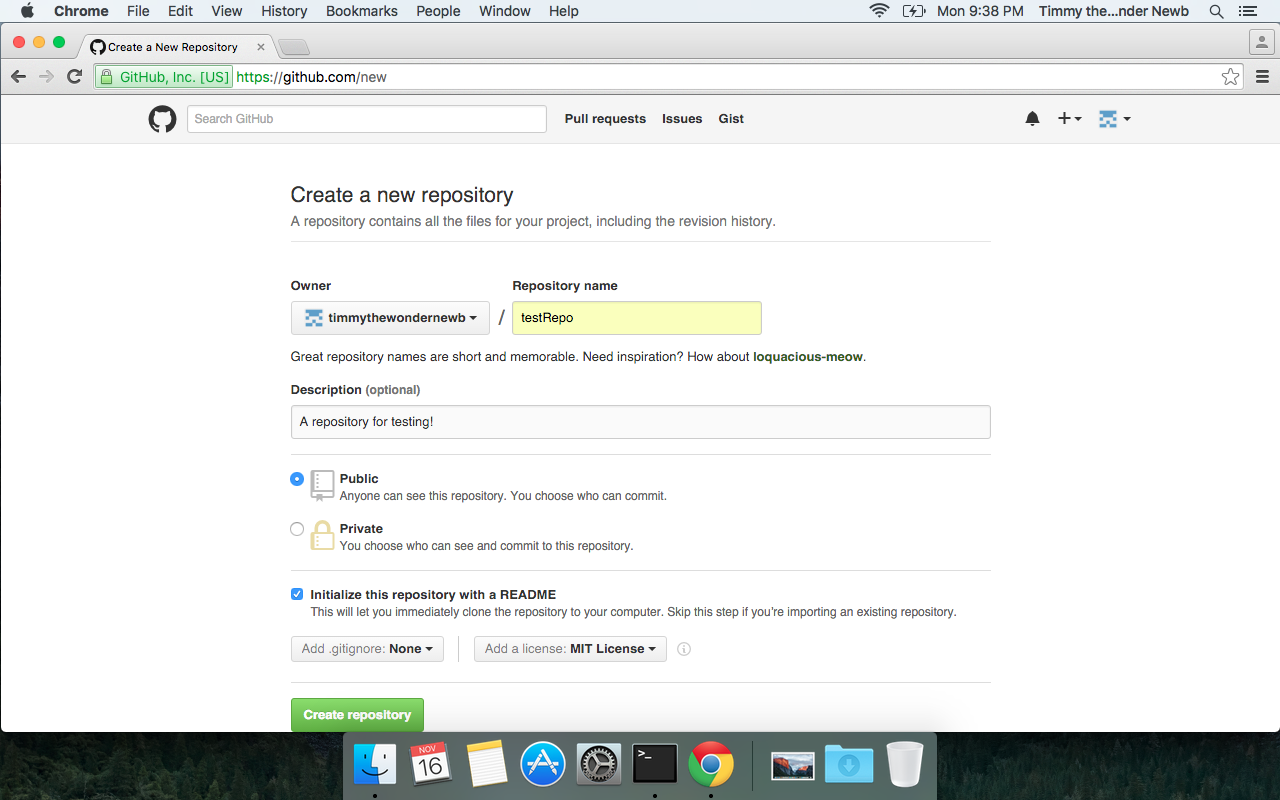 Chrome File Edit View History Bookmarks People Window Help Mon 9:38 PM Timmy the...nder Newb
Create a New Repository
GitHub, Inc. [US] https://github.com/new
Search GitHub Pull requests Issues Gist
Create a new repository
A repository contains all the files for your project, including the revision history.
Owner Repository name
timmythewondernewb / testRepo
Great repository names are short and memorable. Need inspiration? How about loquacious-meow.
Description (optional)
A repository for testing!
Public
Anyone can see this repository. You choose who can commit.
Private
You choose who can see and commit to this repository.
Initialize this repository with a README
This will let you immediately clone the repository to your computer. Skip this step if you’re importing an existing repository.
Add .gitignore: None Add a license: MIT License
Create repository
NOV
16
>_